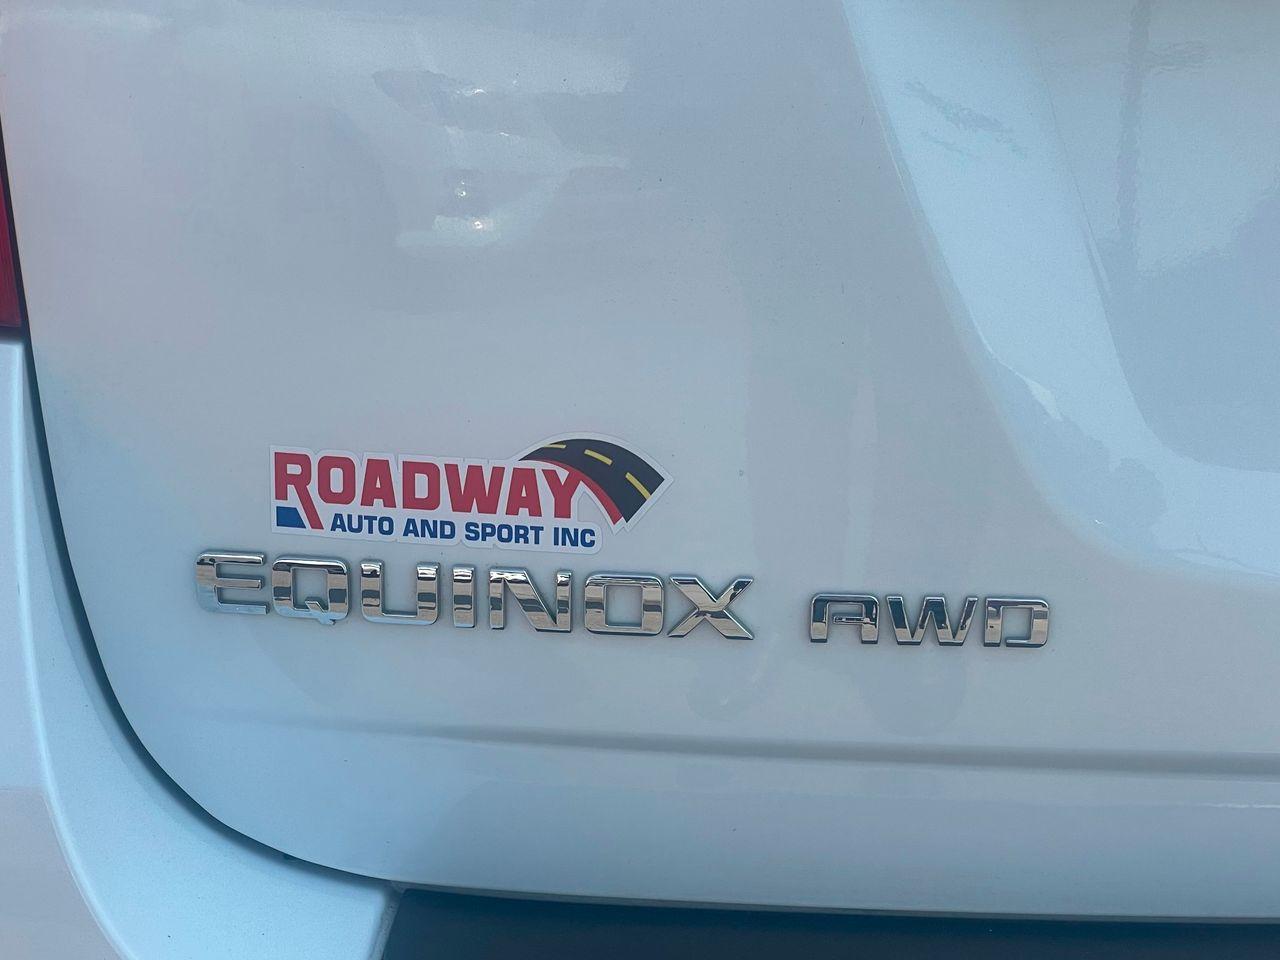 ROADWAY
AUTO AND SPORT INC
EQUINOX AWD